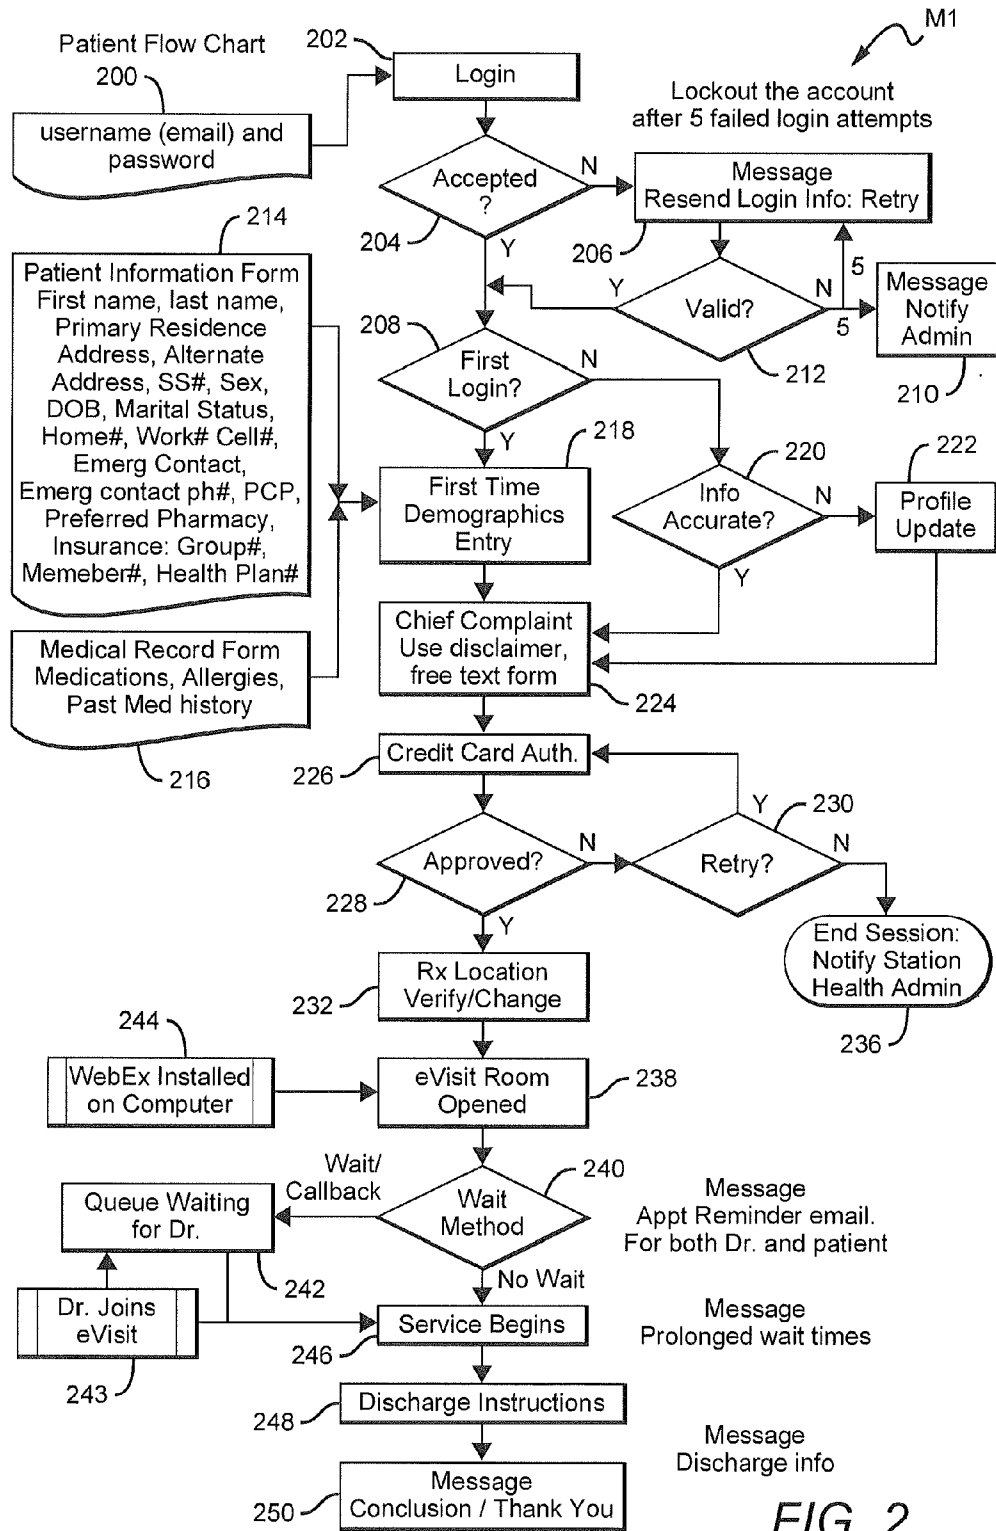 M1
Patient Flow Chart
202
200
Login
Lockout the account
after 5 failed login attempts
username (email) and
password
Accepted
?
N
Message
Resend Login Info: Retry
204
Y
206
214
Patient Information Form
First name, last name,
Primary Residence
Address, Alternate
Address, SS#, Sex,
DOB, Marital Status,
Home#, Work# Cell#,
Emerg Contact,
Emerg contact ph#, PCP,
Preferred Pharmacy,
Insurance: Group#,
Memeber#, Health Plan#
Y
Valid?
N
5
5
Message
Notify
Admin
212
210
208
First
Login?
N
Y
218
220
222
First Time
Demographics
Entry
Info
Accurate?
N
Y
Profile
Update
Medical Record Form
Medications, Allergies,
Past Med history
216
Chief Complaint
Use disclaimer,
free text form
224
226
Credit Card Auth.
Y
230
Approved?
N
Retry?
N
228
Y
End Session:
Notify Station
Health Admin
236
232
Rx Location
Verify/Change
244
WebEx Installed
on Computer
eVisit Room
Opened
238
Wait/
Callback
240
Wait
Method
Queue Waiting
for Dr.
Message
Appt Reminder email.
For both Dr. and patient
242
No Wait
Dr. Joins
eVisit
243
246
Service Begins
Message
Prolonged wait times
248
Discharge Instructions
Message
Discharge info
250
Message
Conclusion / Thank You
FIG. 2